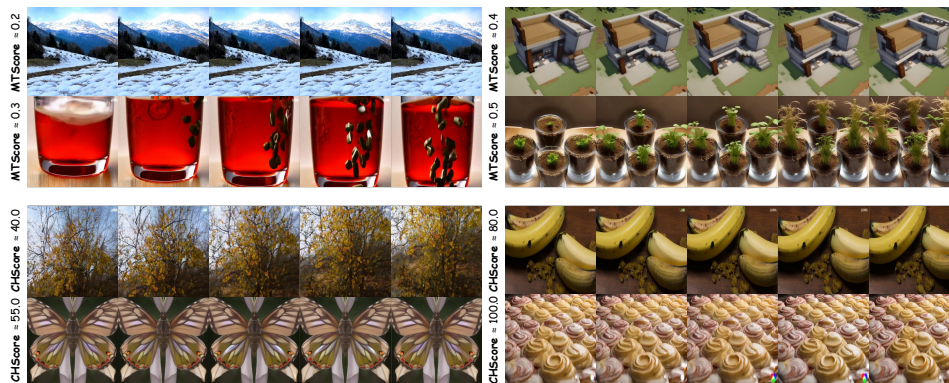 MTScore ≈ 0.2
MTScore ≈ 0.3
MTScore ≈ 0.4
MTScore ≈ 0.5
CHScore ≈ 40.0
CHScore ≈ 55.0
CHScore ≈ 80.0
CHScore ≈ 100.0